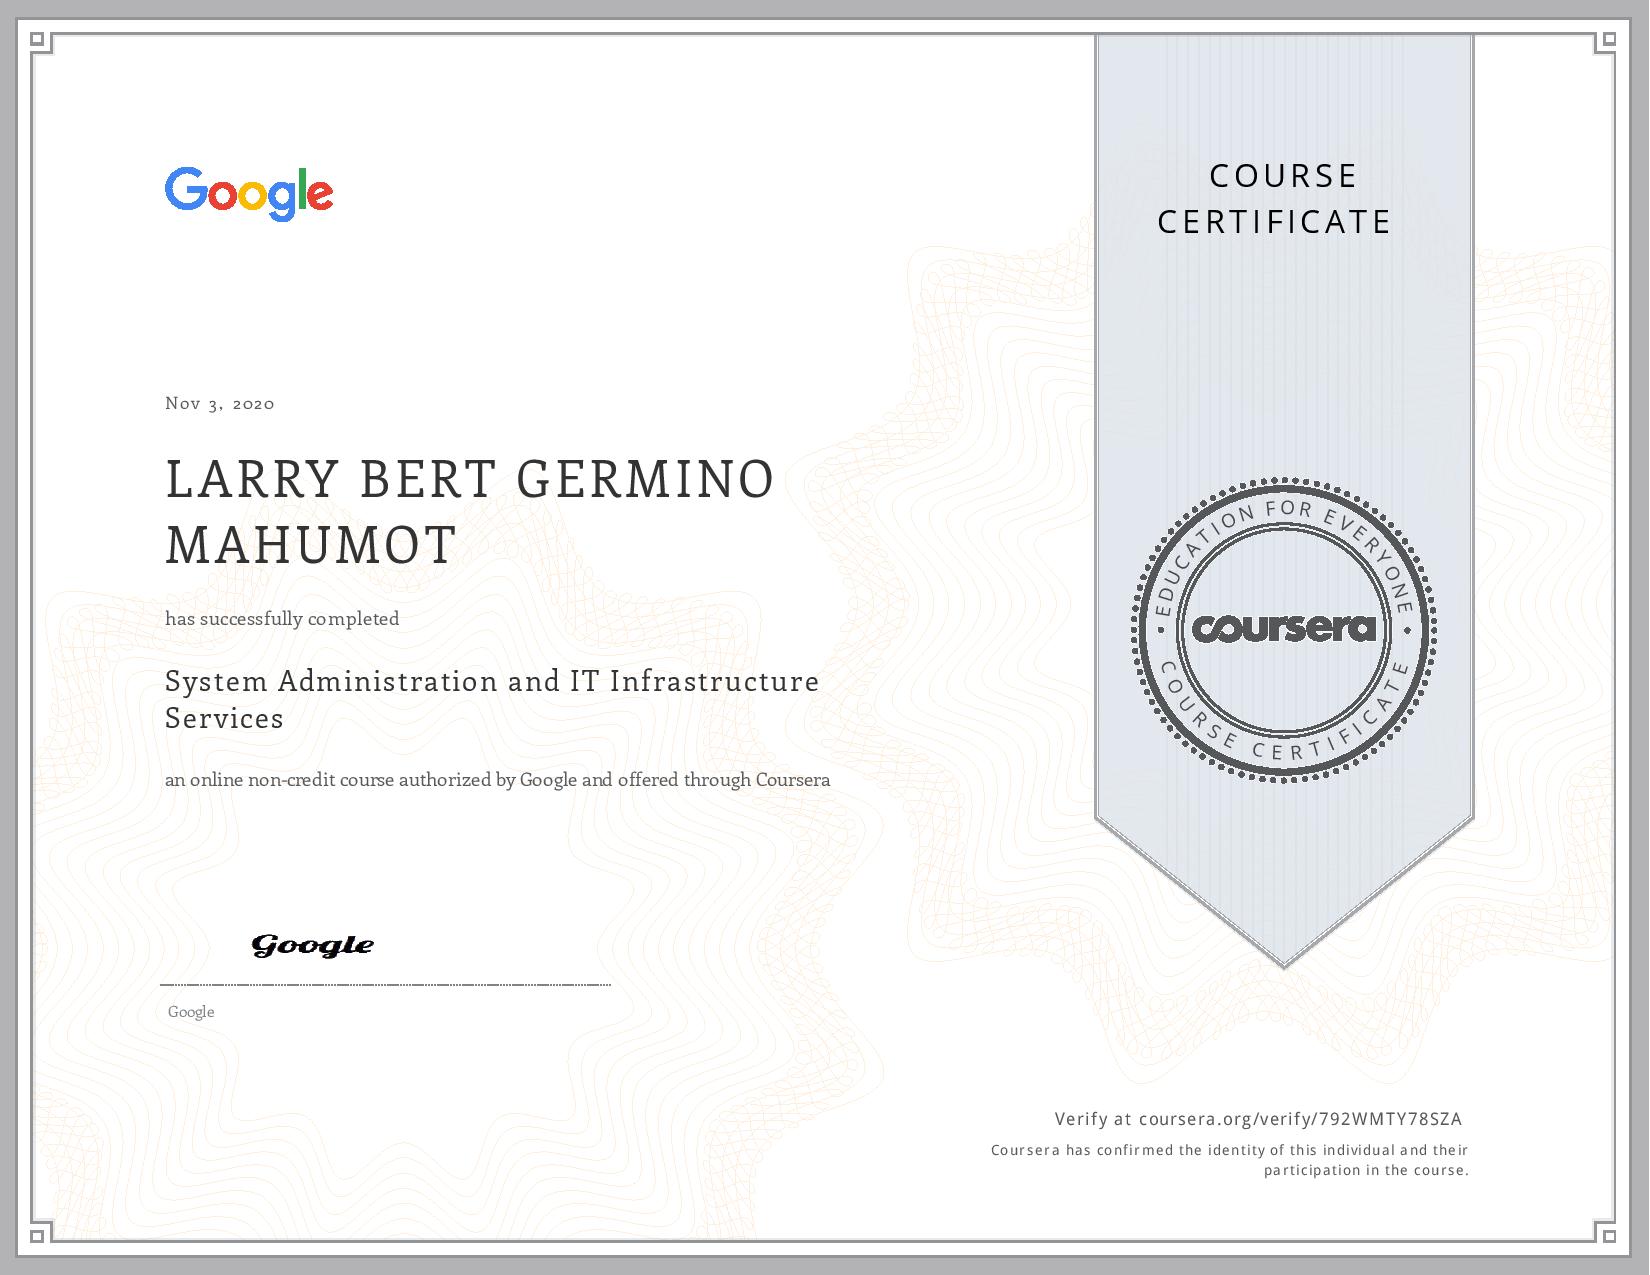 Google
COURSE
CERTIFICATE
Nov 3, 2020
LARRY BERT GERMINO
MAHUMOT
has successfully completed
System Administration and IT Infrastructure
Services
an online non-credit course authorized by Google and offered through Coursera
EDUCATION FOR EVERYONE
coursera
COURSE CERTIFICATE
Google
Google
Verify at coursera.org/verify/792WMTY78SZA
Coursera has confirmed the identity of this individual and their
participation in the course.